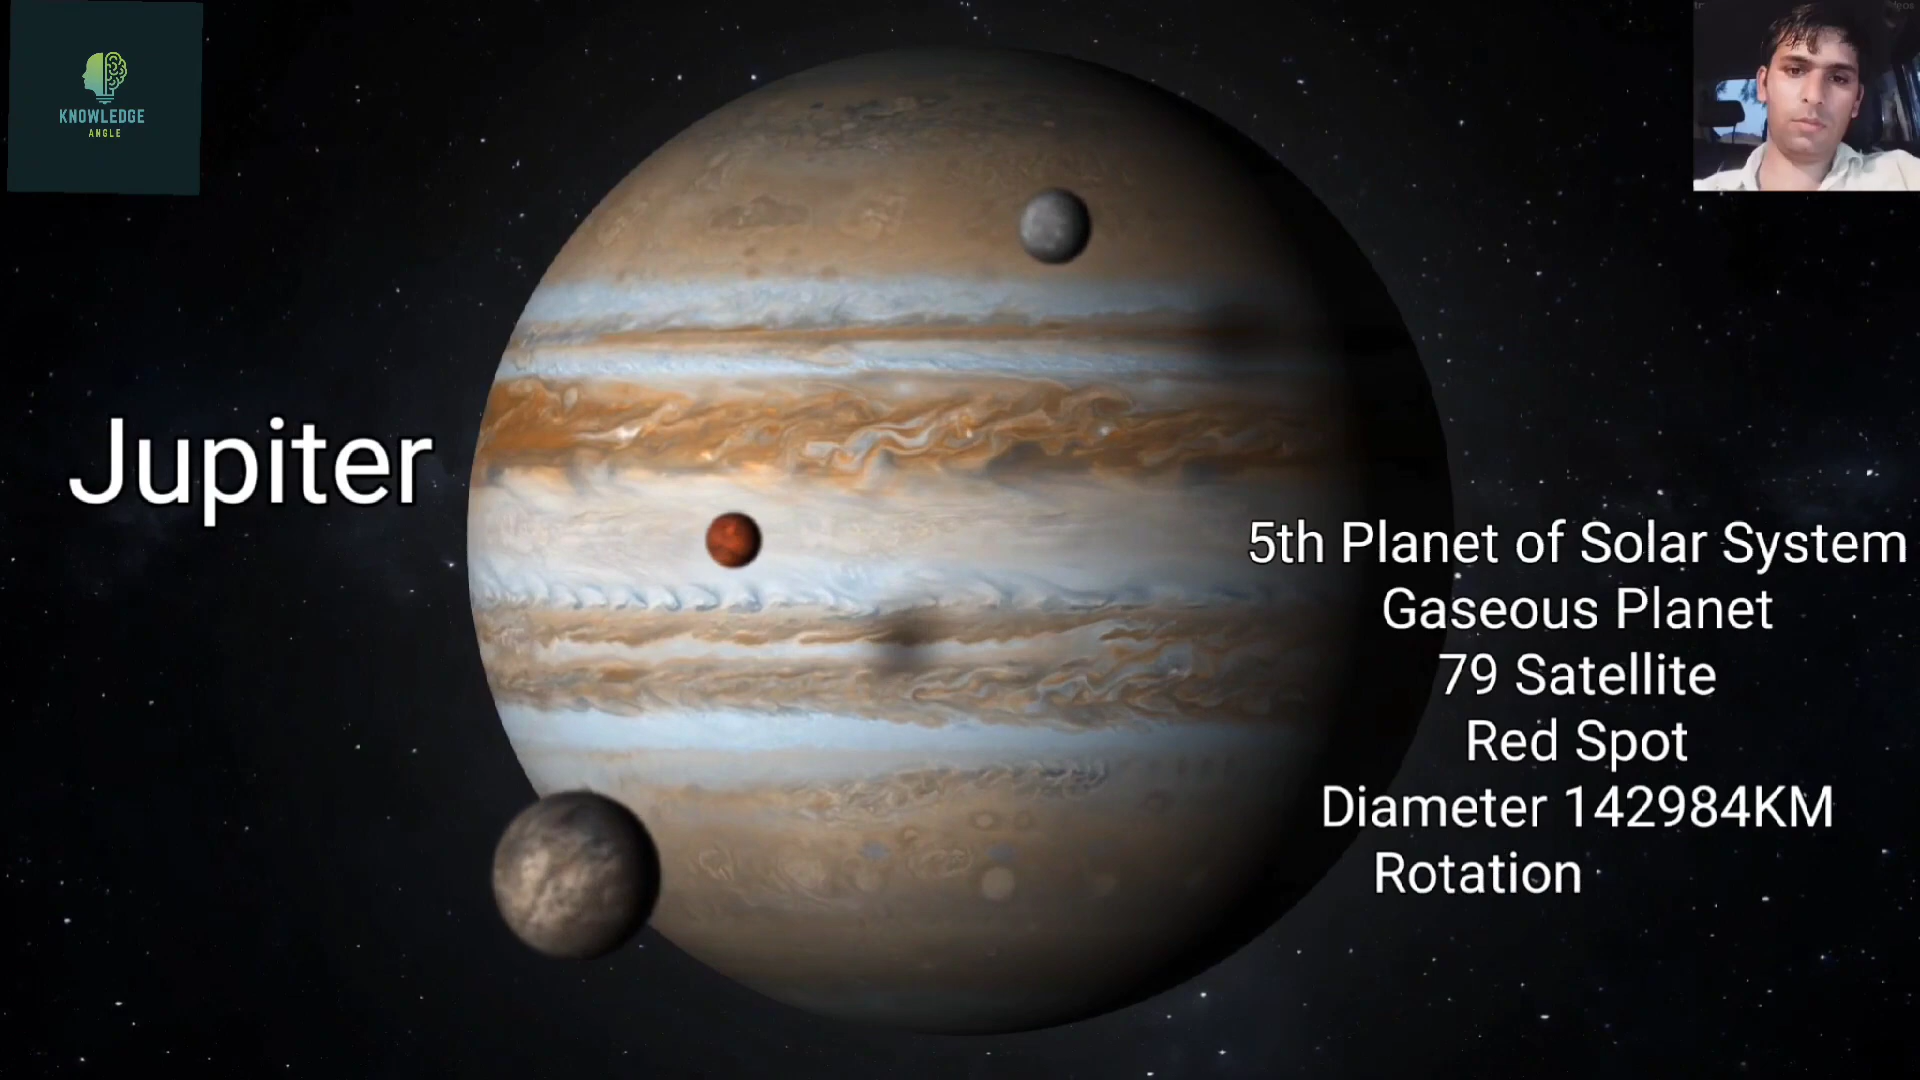 KNOWLEDGE
ANGLE
Jupiter
5th Planet of Solar System
Gaseous Planet
79 Satellite
Red Spot
Diameter 142984KM
Rotation